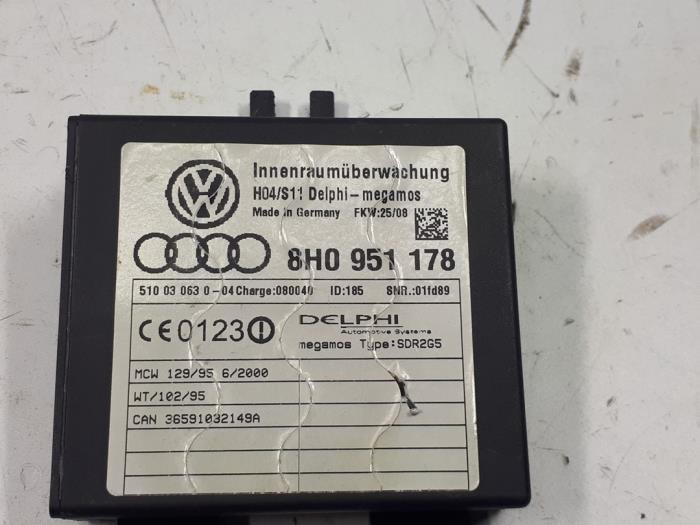 Innenraumüberwachung
H04/S11 Delphi-megamos
Made in Germany FKW:25/08
8H0 951 178
510 03 063 0-04 Charge:080040 ID:185 SNR.:01fd89
CE0123
DELPHI
Automotive Systems
megamos Type:SDR2G5
MCW 129/95 6/2000
WT/102/95
CAN 36591032149A